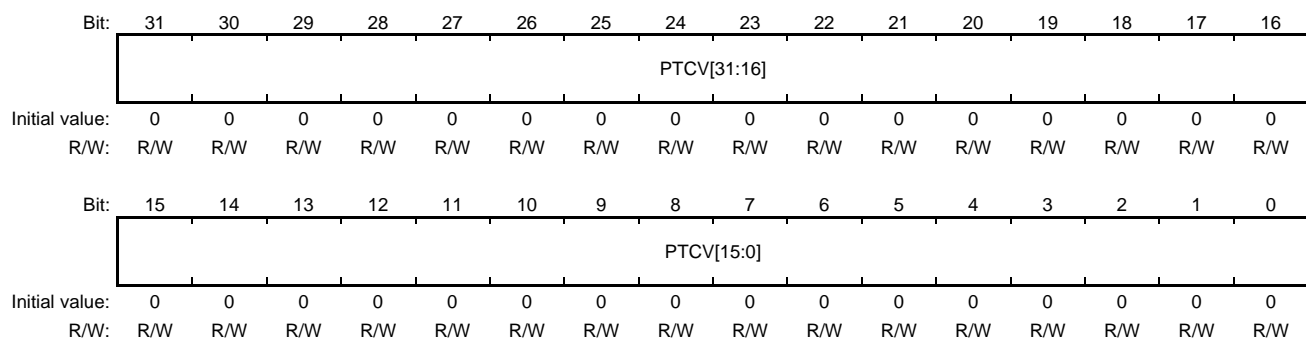 Bit: 31 30 29 28 27 26 25 24 23 22 21 20 19 18 17 16
PTCV[31:16]
Initial value: 0 0 0 0 0 0 0 0 0 0 0 0 0 0 0 0
R/W: R/W R/W R/W R/W R/W R/W R/W R/W R/W R/W R/W R/W R/W R/W R/W R/W
Bit: 15 14 13 12 11 10 9 8 7 6 5 4 3 2 1 0
PTCV[15:0]
Initial value: 0 0 0 0 0 0 0 0 0 0 0 0 0 0 0 0
R/W: R/W R/W R/W R/W R/W R/W R/W R/W R/W R/W R/W R/W R/W R/W R/W R/W